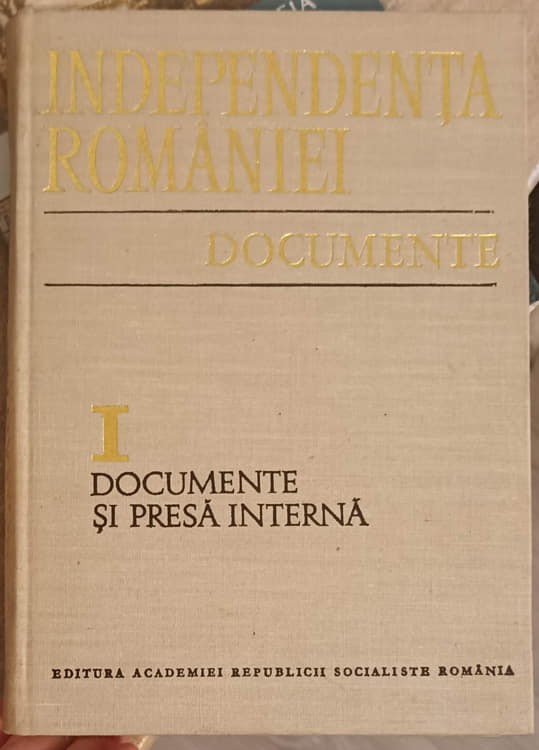 INDEPENDENȚA
ROMÂNIEI
DOCUMENTE
I
DOCUMENTE
ȘI PRESĂ INTERNĂ
EDITURA ACADEMIEI REPUBLICII SOCIALISTE ROMÂNIA